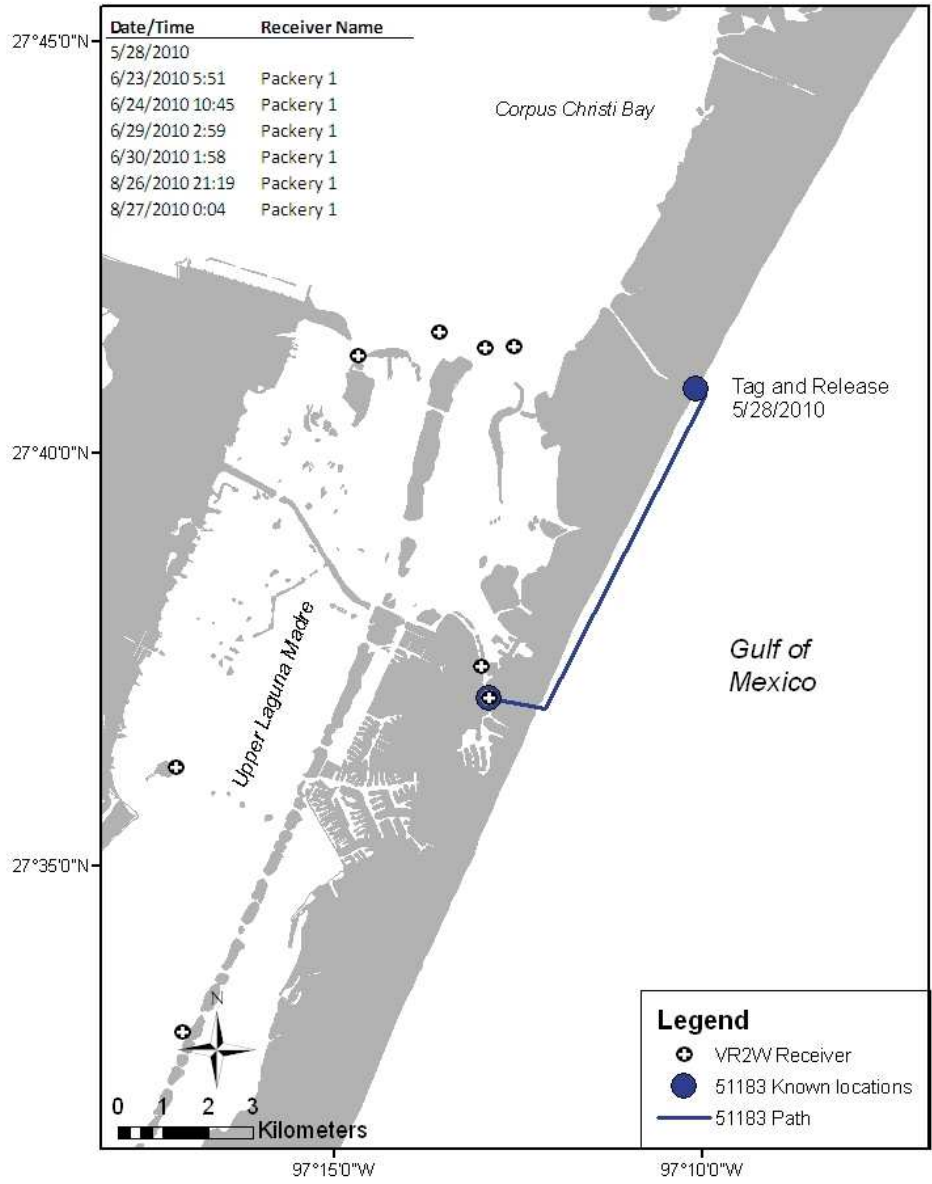 Date/Time Receiver Name
5/28/2010
6/23/2010 5:51 Packery 1
6/24/2010 10:45 Packery 1
6/29/2010 2:59 Packery 1
6/30/2010 1:58 Packery 1
8/26/2010 21:19 Packery 1
8/27/2010 0:04 Packery 1
27°45'0"N
Corpus Christi Bay
Tag and Release
5/28/2010
27°40'0"N
Upper Laguna Madre
Gulf of
Mexico
27°35'0"N
N
0 1 2 3
Kilometers
Legend
VR2W Receiver
51183 Known locations
51183 Path
97°15'0"W 97°10'0"W